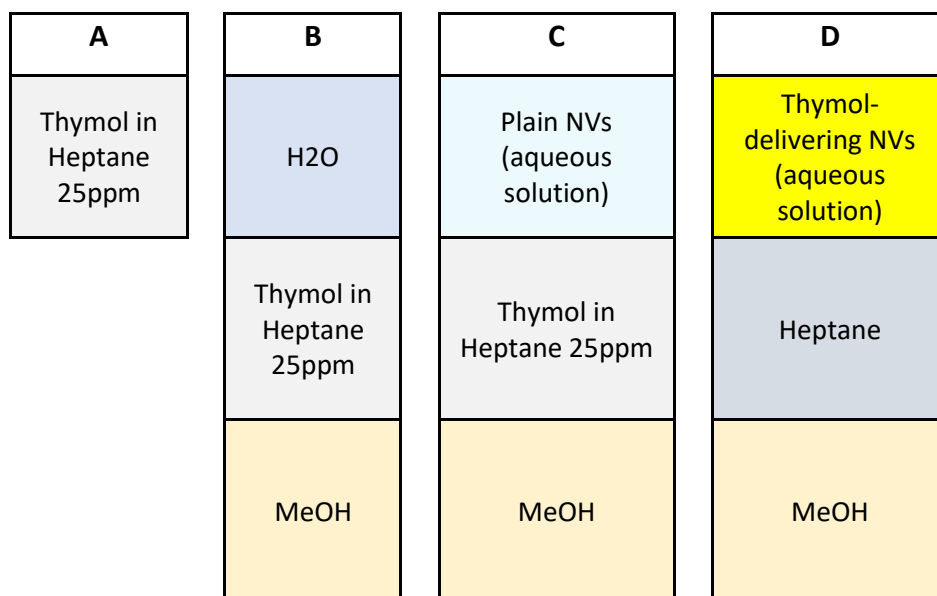 A
Thymol in
Heptane
25ppm
B
H2O
Thymol in
Heptane
25ppm
MeOH
C
Plain NVs
(aqueous
solution)
Thymol in
Heptane 25ppm
MeOH
D
Thymol-
delivering NVs
(aqueous
solution)
Heptane
MeOH